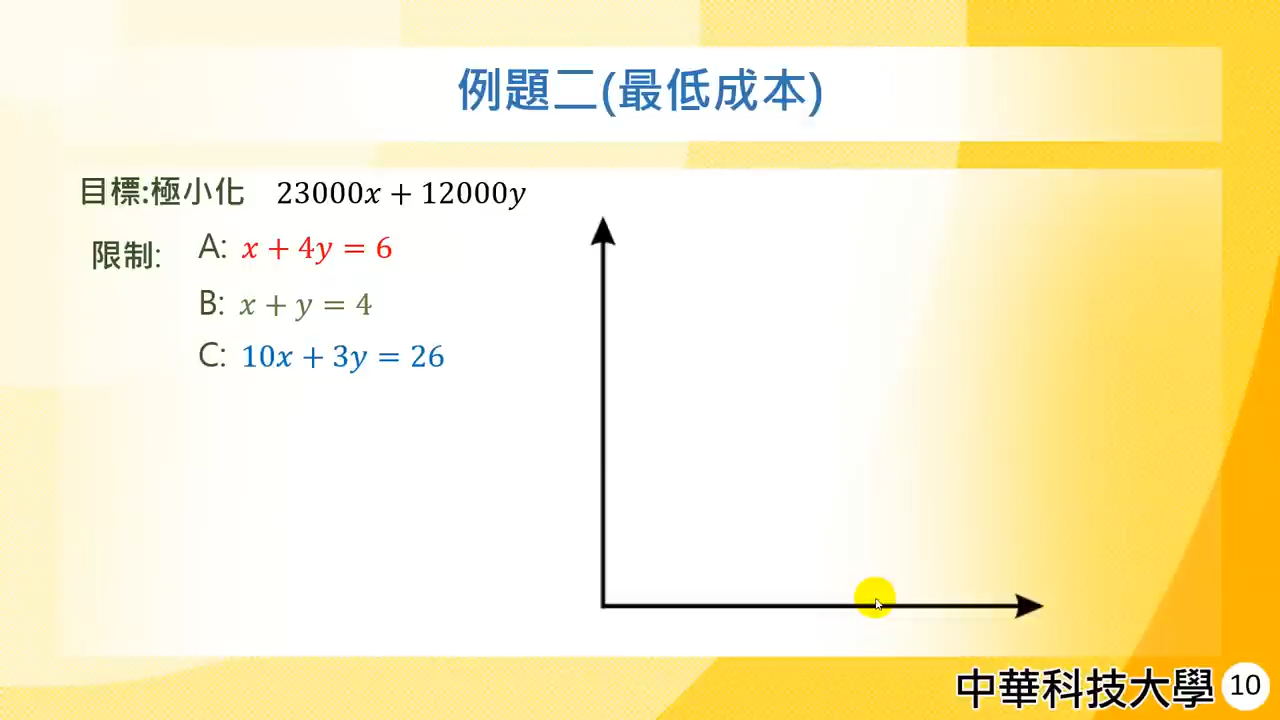 例題二(最低成本)
目標:極小化 23000x + 12000y
限制: A: x + 4y = 6
B: x + y = 4
C: 10x + 3y = 26
中華科技大學 10